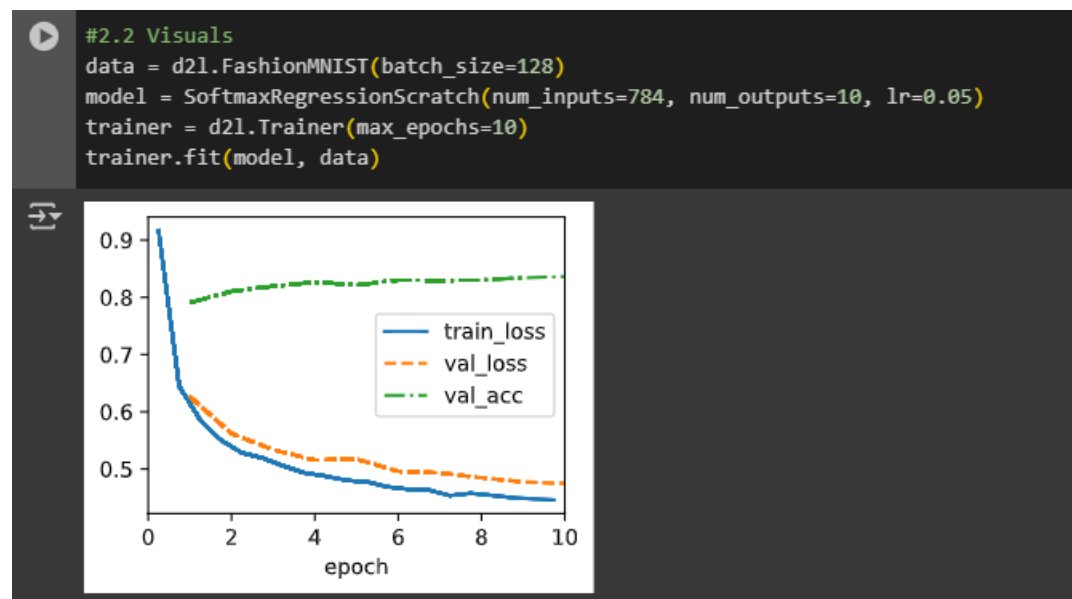 #2.2 Visuals
data = d2l.FashionMNIST(batch_size=128)
model = SoftmaxRegressionScratch(num_inputs=784, num_outputs=10, lr=0.05)
trainer = d2l.Trainer(max_epochs=10)
trainer.fit(model, data)
0.9
0.8
0.7
0.6
0.5
train_loss
val_loss
val_acc
0 2 4 6 8 10
epoch